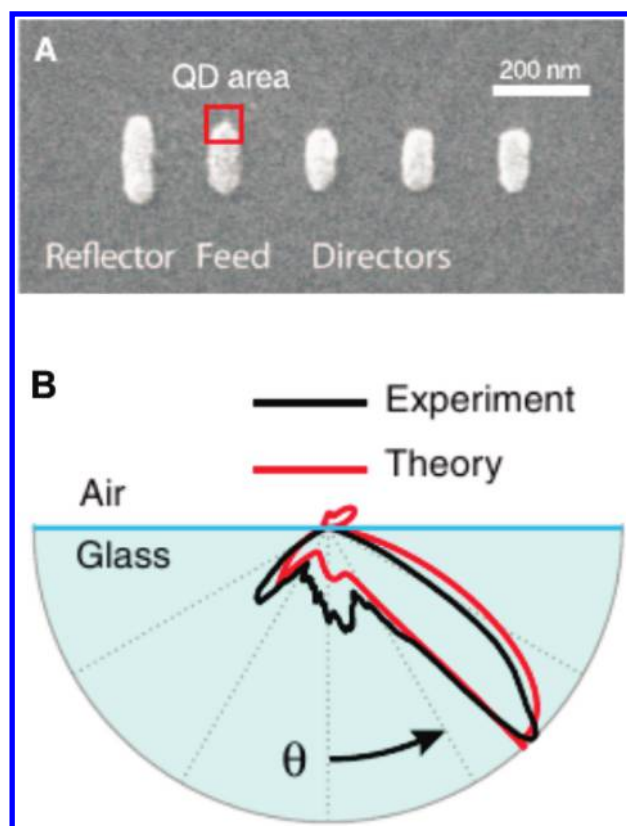 A
QD area
200 nm
Reflector Feed Directors
B
Experiment
Theory
Air
Glass
θ